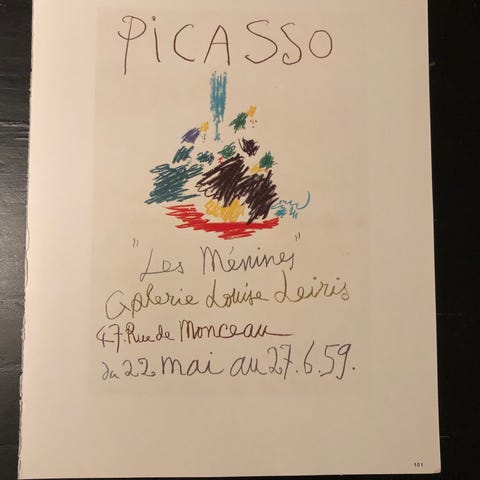 PiCASSO
"Les Ménines"
Galerie Louise Leiris
47. Rue de Monceau
du 22 mai au 27.6.59.
101